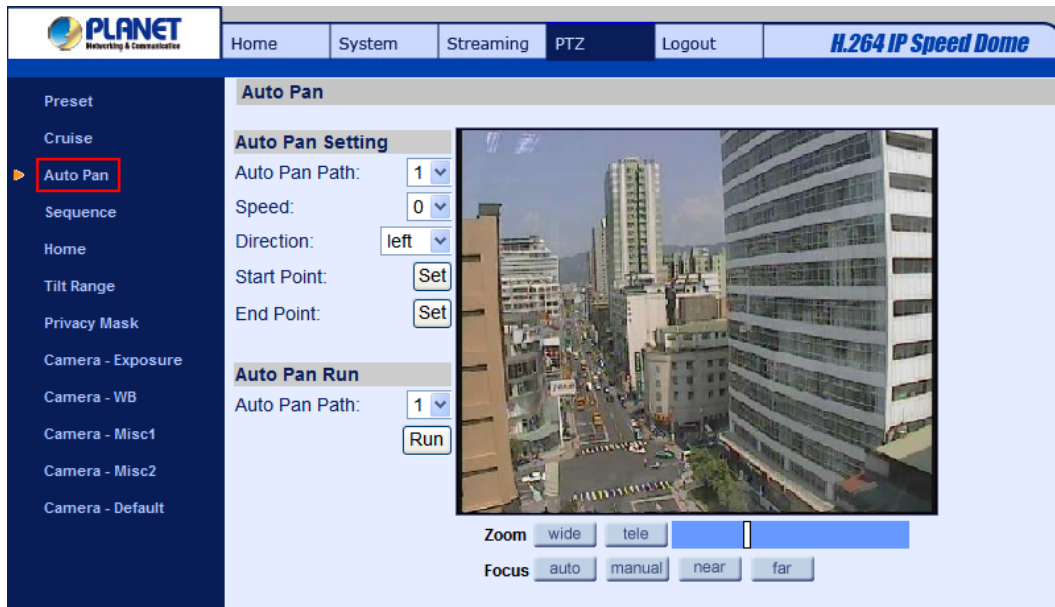 PLANET
Networking & Communication
Home
System
Streaming
PTZ
Logout
H.264 IP Speed Dome
Preset
Cruise
Auto Pan
Sequence
Home
Tilt Range
Privacy Mask
Camera - Exposure
Camera - WB
Camera - Misc1
Camera - Misc2
Camera - Default
Auto Pan
Auto Pan Setting
Auto Pan Path: 1
Speed: 0
Direction: left
Start Point: Set
End Point: Set
Auto Pan Run
Auto Pan Path: 1
Run
Zoom wide tele
Focus auto manual near far